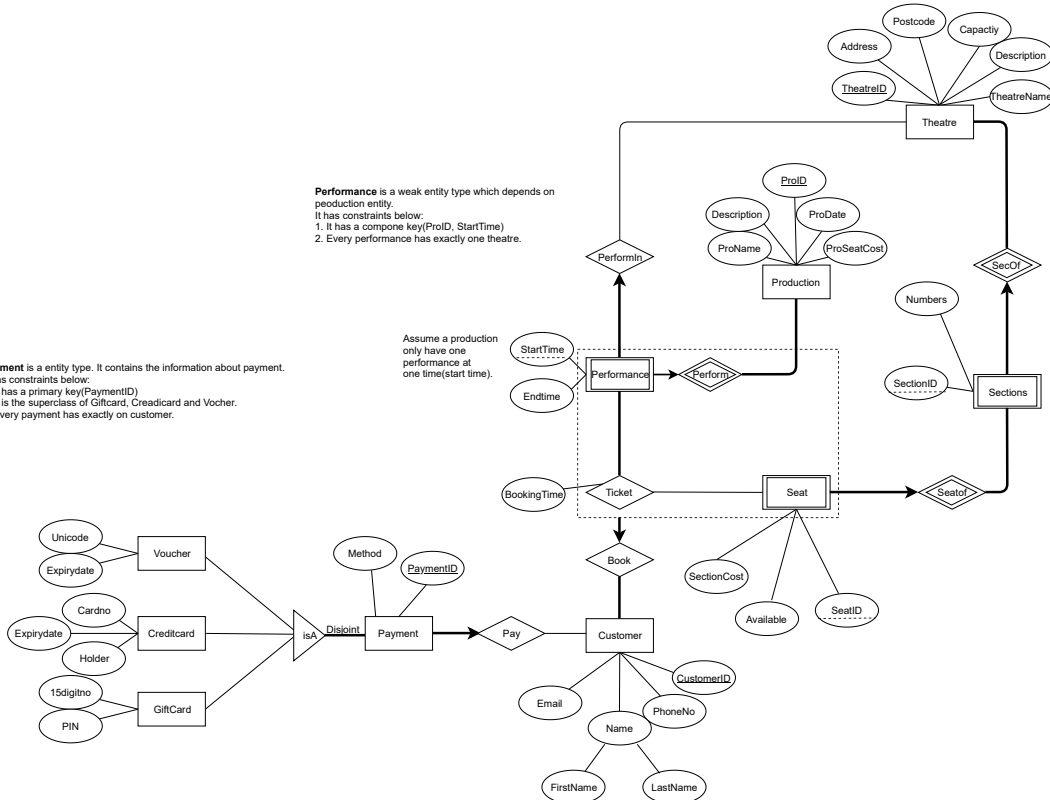 Postcode
Capactiy
Address
Description
TheatreID
TheatreName
Theatre
Performance is a weak entity type which depends on
peoduction entity.
It has constraints below:
1. It has a compone key(ProID, StartTime)
2. Every performance has exactly one theatre.
ProID
Description
ProDate
ProName
ProSeatCost
PerformIn
SecOf
Production
Numbers
Assume a production
only have one
performance at
one time(start time).
StartTime
Performance
Perform
Endtime
SectionID
Sections
ment is a entity type. It contains the information about payment.
as constraints below:
has a primary key(PaymentID)
is the superclass of Giftcard, Creadicard and Vocher.
very payment has exactly on customer.
BookingTime
Ticket
Seat
Seatof
Unicode
Voucher
Expirydate
Method
PaymentID
Book
SectionCost
Available
SeatID
Cardno
Expirydate
Creditcard
Holder
isA
Disjoint
Payment
Pay
Customer
15digitno
GiftCard
PIN
Email
CustomerID
PhoneNo
Name
FirstName
LastName